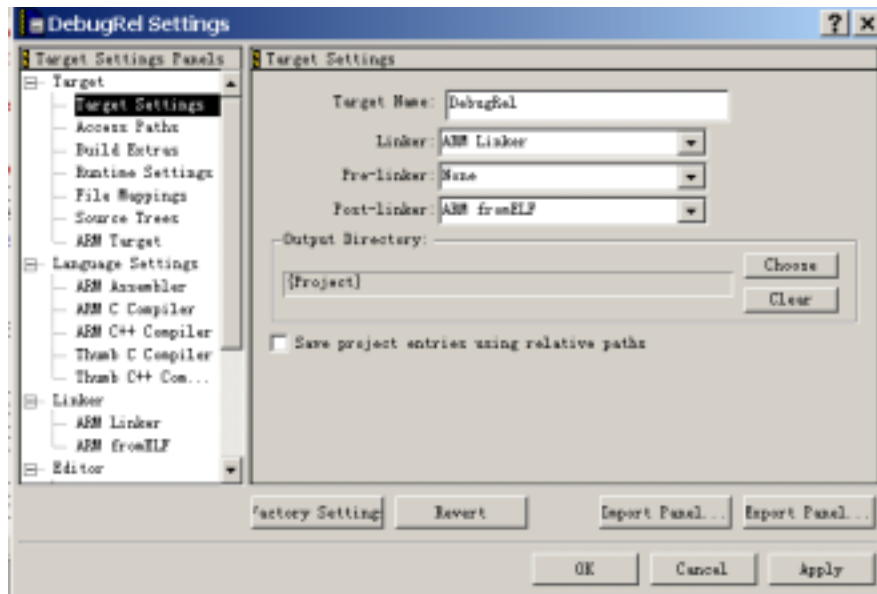 DebugRel Settings
Target Settings Panels
Target
Target Settings
Access Paths
Build Extras
Runtime Settings
File Mappings
Source Trees
ARM Target
Language Settings
ARM Assembler
ARM C Compiler
ARM C++ Compiler
Thumb C Compiler
Thumb C++ Com...
Linker
ARM Linker
ARM fromELF
Editor
Target Settings
Target Name: DebugRel
Linker: ARM Linker
Pre-linker: None
Post-linker: ARM fromELF
Output Directory:
{Project}
Choose
Clear
Save project entries using relative paths
actory Setting
Revert
Import Panel...
Export Panel...
OK
Cancel
Apply